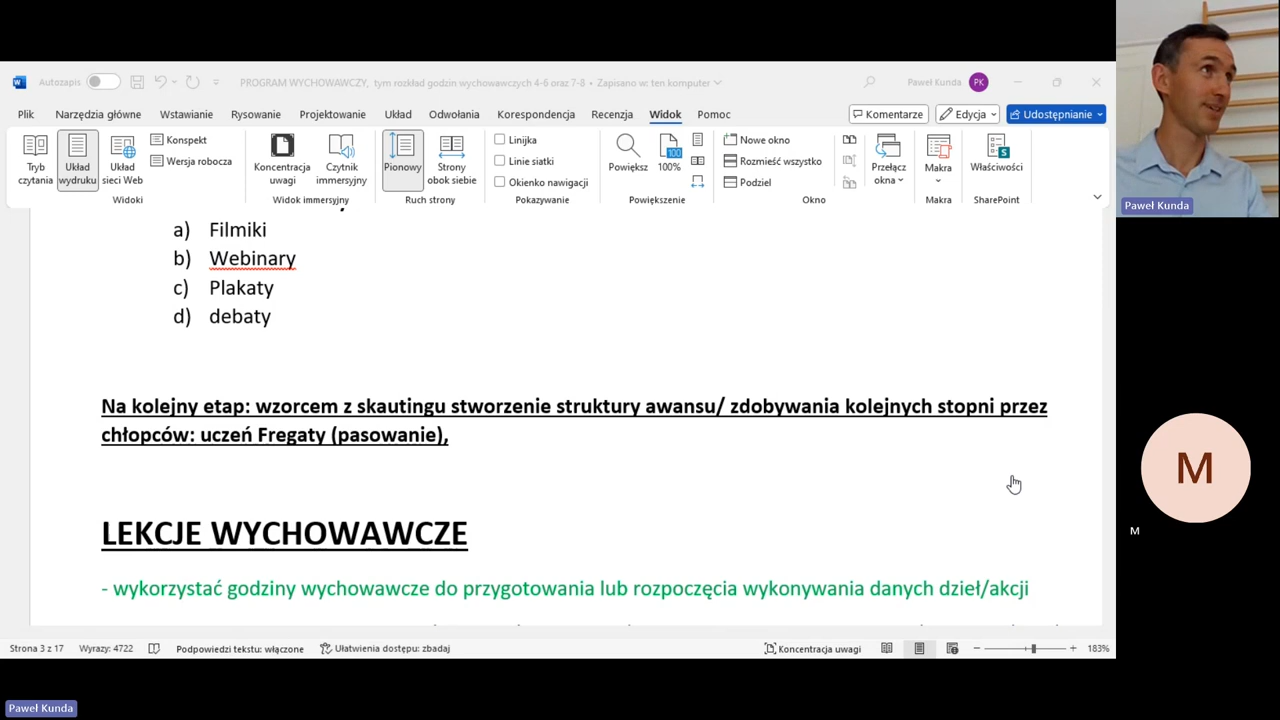 Autozapis
PROGRAM WYCHOWAWCZY, tym rozkład godzin wychowawczych 4-6 oraz 7-8 • Zapisano w: ten komputer
Paweł Kunda PK
Plik Narzędzia główne Wstawianie Rysowanie Projektowanie Układ Odwołania Korespondencja Recenzja Widok Pomoc
Komentarze Edycja Udostępnianie
Tryb czytania
Układ wydruku
Układ sieci Web
Konspekt
Wersja robocza
Widoki
Koncentracja uwagi
Czytnik immersyjny
Widok immersyjny
Pionowy
Strony obok siebie
Ruch strony
Linijka
Linie siatki
Okienko nawigacji
Pokazywanie
Powiększ
100
100%
Powiększenie
Nowe okno
Rozmieść wszystko
Podziel
Przełącz okna
Okno
Makra
Makra
Właściwości
SharePoint
a) Filmiki
b) Webinary
c) Plakaty
d) debaty
Na kolejny etap: wzorcem z skautingu stworzenie struktury awansu/ zdobywania kolejnych stopni przez
chłopców: uczeń Fregaty (pasowanie),
LEKCJE WYCHOWAWCZE
- wykorzystać godziny wychowawcze do przygotowania lub rozpoczęcia wykonywania danych dzieł/akcji
Strona 3 z 17 Wyrazy: 4722 Podpowiedzi tekstu: włączone Ułatwienia dostępu: zbadaj Koncentracja uwagi 183%
Paweł Kunda
M
M
Paweł Kunda